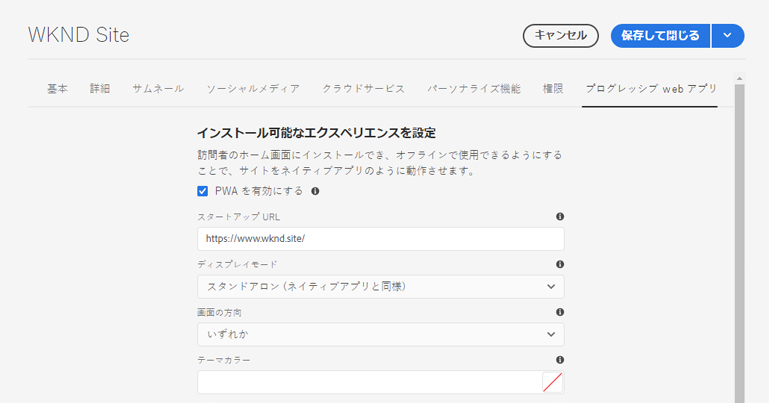 WKND Site
キャンセル
保存して閉じる
基本 詳細 サムネール ソーシャルメディア クラウドサービス パーソナライズ機能 権限 プログレッシブ web アプリ
インストール可能なエクスペリエンスを設定
訪問者のホーム画面にインストールでき、オフラインで使用できるようにする
ことで、サイトをネイティブアプリのように動作させます。
PWA を有効にする
スタートアップ URL
https://www.wknd.site/
ディスプレイモード
スタンドアロン (ネイティブアプリと同様)
画面の方向
いずれか
テーマカラー